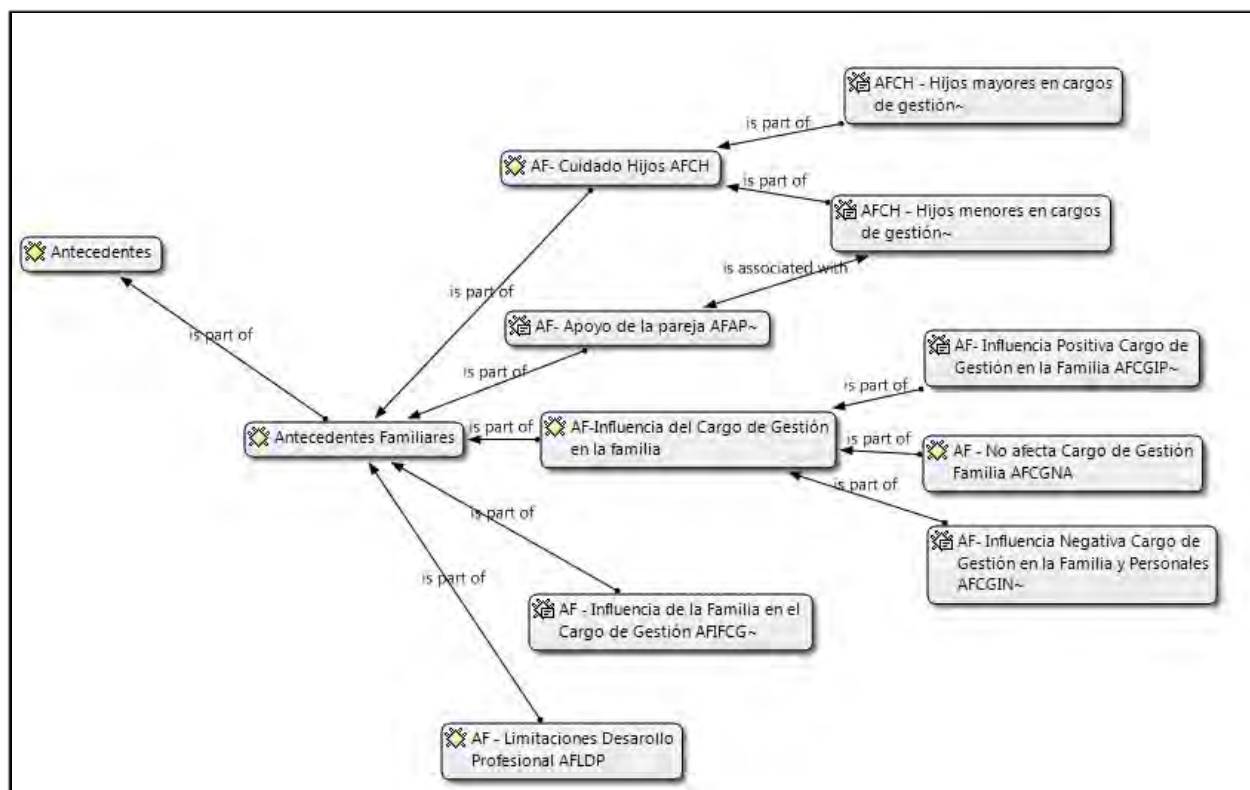 AFCH - Hijos mayores en cargos
de gestión~
is part of
AF- Cuidado Hijos AFCH
is part of
AFCH - Hijos menores en cargos
de gestión~
Antecedentes
is associated with
is part of
AF- Apoyo de la pareja AFAP~
is part of
is part of
AF- Influencia Positiva Cargo de
Gestión en la Familia AFCGIP~
is part of
Antecedentes Familiares
is part of
AF-Influencia del Cargo de Gestión
en la familia
is part of
AF - No afecta Cargo de Gestión
Familia AFCGNA
is part of
is part of
AF- Influencia Negativa Cargo de
Gestión en la Familia y Personales
AFCGIN~
is part of
AF - Influencia de la Familia en el
Cargo de Gestión AFIFCG~
AF - Limitaciones Desarollo
Profesional AFLDP